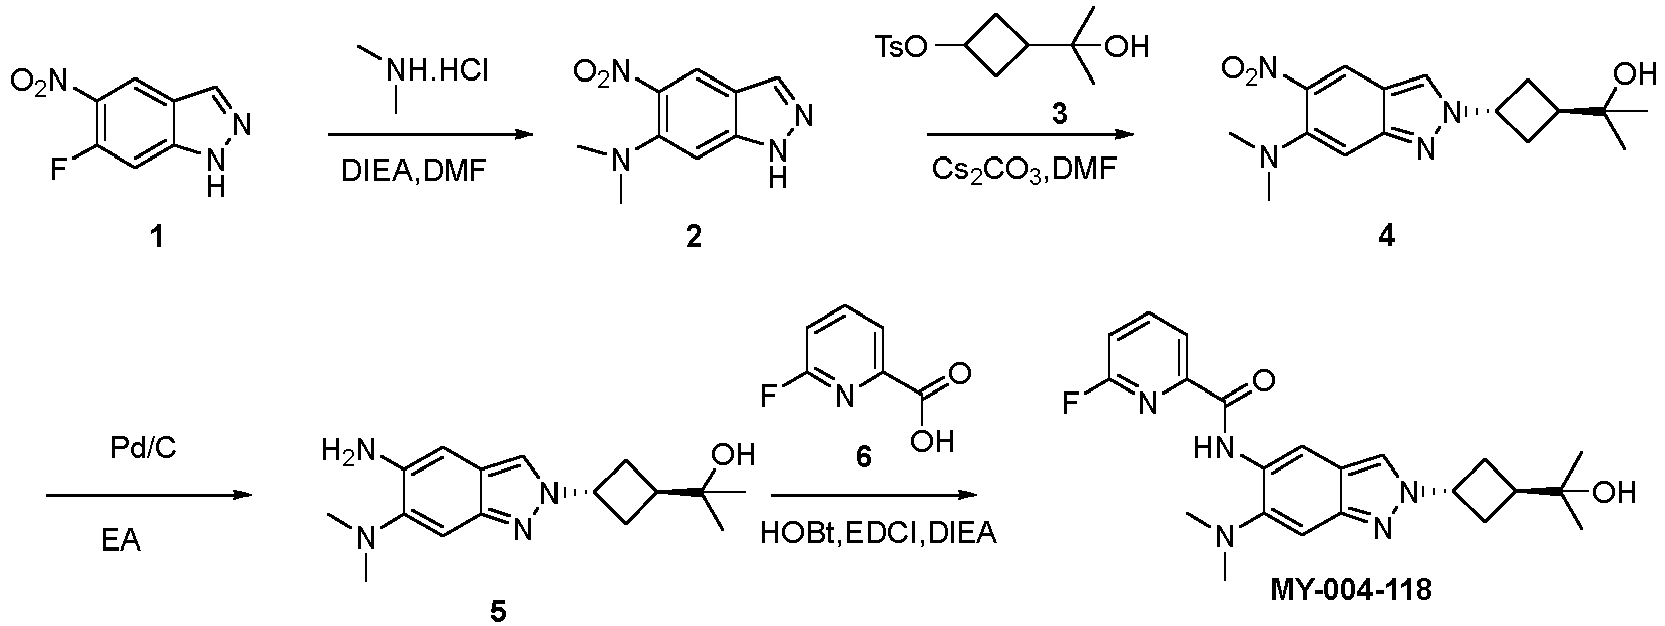 O₂N
F
N
N
H
1
NH.HCl
DIEA,DMF
O₂N
N
N
N
H
2
TsO
OH
3
Cs₂CO₃,DMF
O₂N
N
N
N
OH
4
Pd/C
EA
H₂N
N
N
N
OH
5
F
N
O
OH
6
HOBt,EDCI,DIEA
F
N
O
HN
N
N
N
OH
MY-004-118